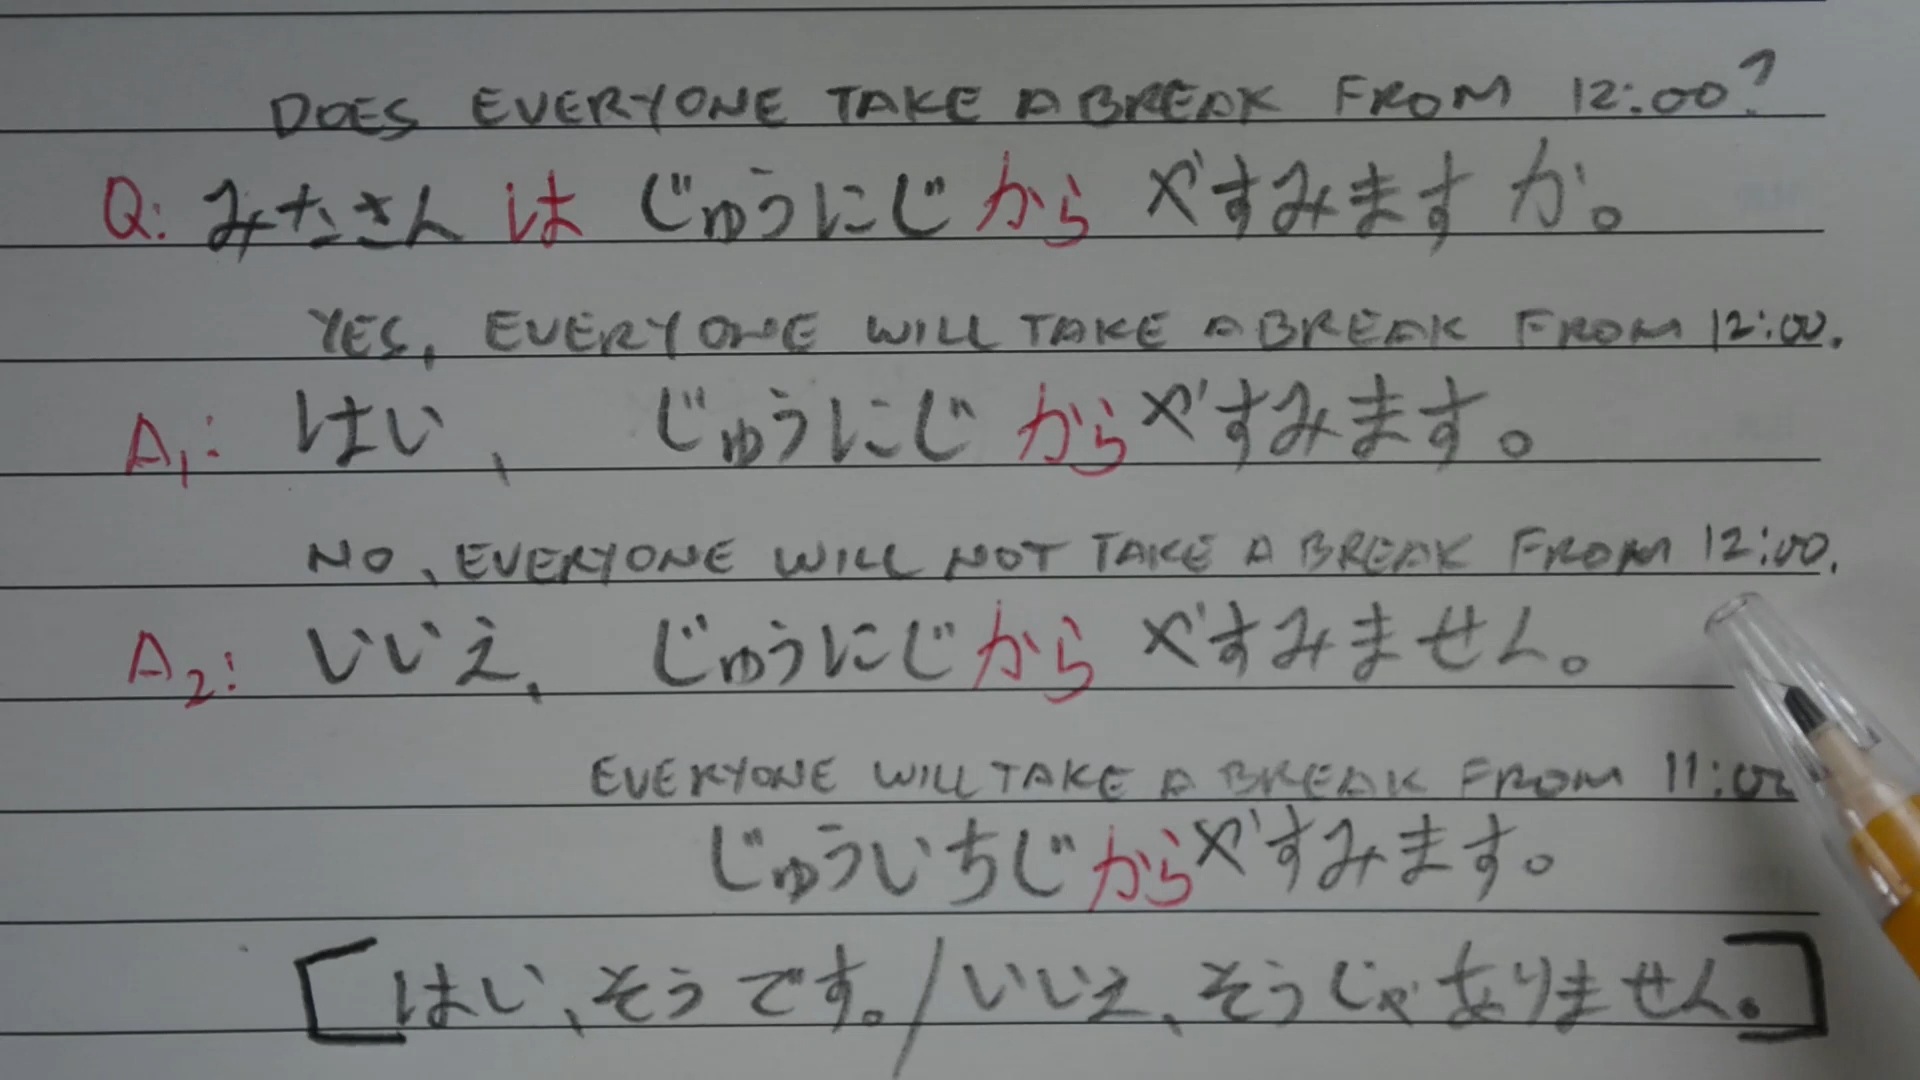 DOES EVERYONE TAKE A BREAK FROM 12:00?
Q: みなさん は じゅうにじ から やすみます か。
YES, EVERYONE WILL TAKE A BREAK FROM 12:00.
A1: はい、 じゅうにじ から やすみます。
NO, EVERYONE WILL NOT TAKE A BREAK FROM 12:00.
A2: いいえ、 じゅうにじ から やすみません。
EVERYONE WILL TAKE A BREAK FROM 11:00
じゅういちじ から やすみます。
[はい、そうです。/いいえ、そうじゃありません。]